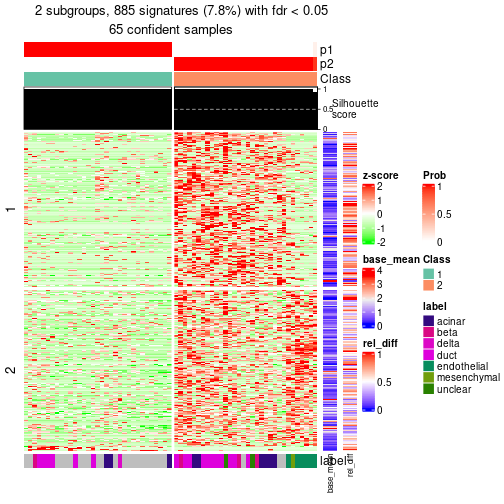 2 subgroups, 885 signatures (7.8%) with fdr < 0.05
65 confident samples
p1
p2
Class
1
0.5
0
Silhouette
score
1
2
z-score
2
1
0
-1
-2
Prob
1
0.5
0
base_mean
4
3
2
1
0
Class
1
2
rel_diff
1
0.5
0
label
acinar
beta
delta
duct
endothelial
mesenchymal
unclear
label
base_mean
rel_diff